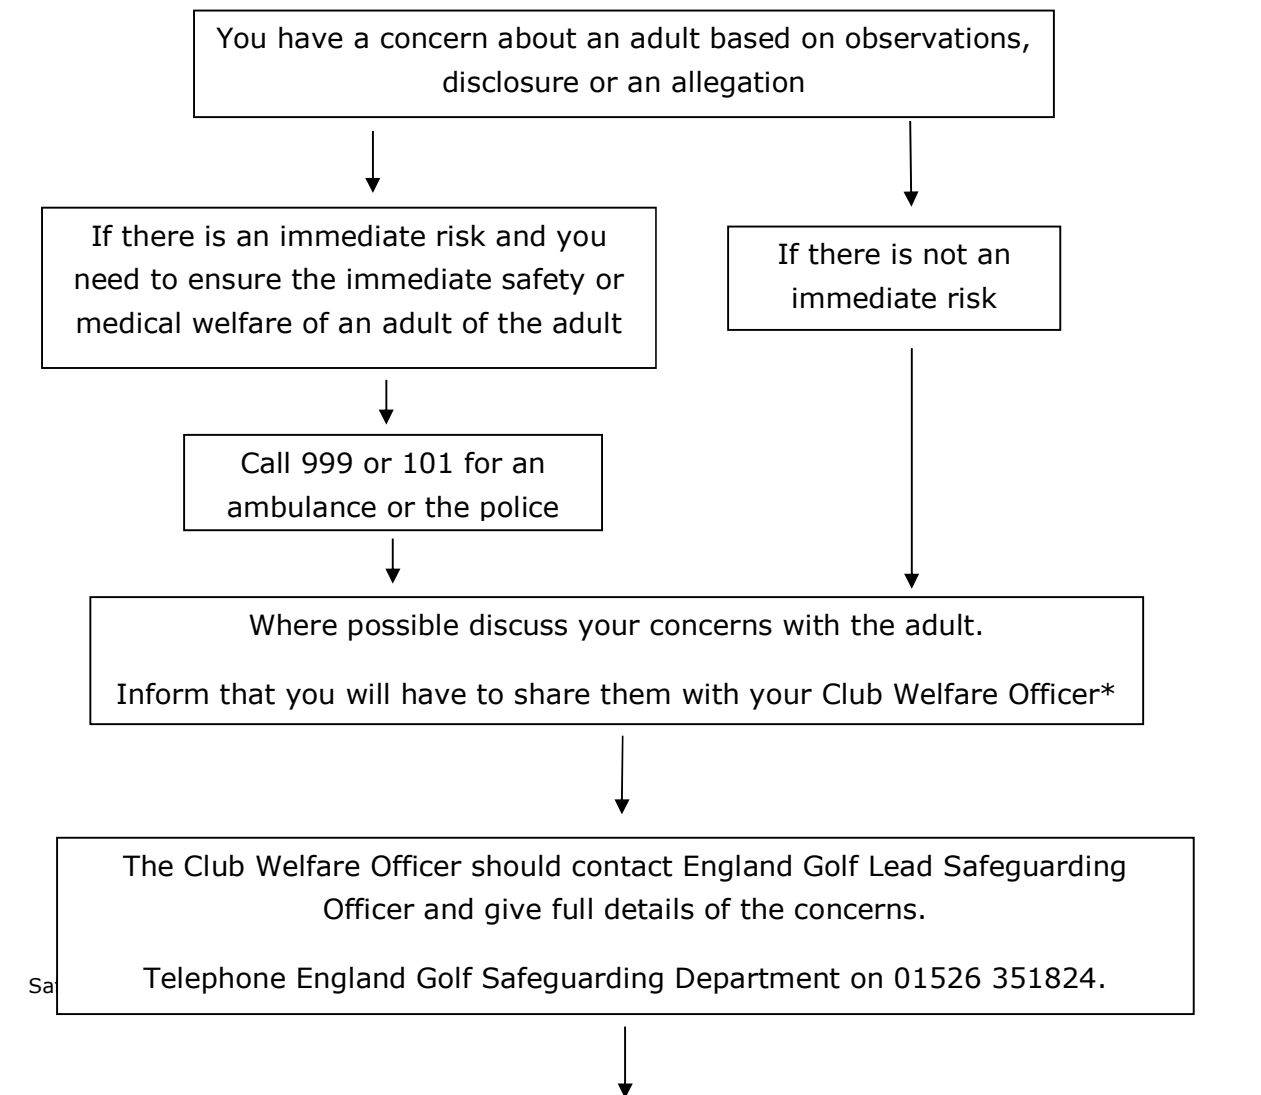 You have a concern about an adult based on observations,
disclosure or an allegation
If there is an immediate risk and you
need to ensure the immediate safety or
medical welfare of an adult of the adult
If there is not an
immediate risk
Call 999 or 101 for an
ambulance or the police
Where possible discuss your concerns with the adult.
Inform that you will have to share them with your Club Welfare Officer*
The Club Welfare Officer should contact England Golf Lead Safeguarding
Officer and give full details of the concerns.
Telephone England Golf Safeguarding Department on 01526 351824.